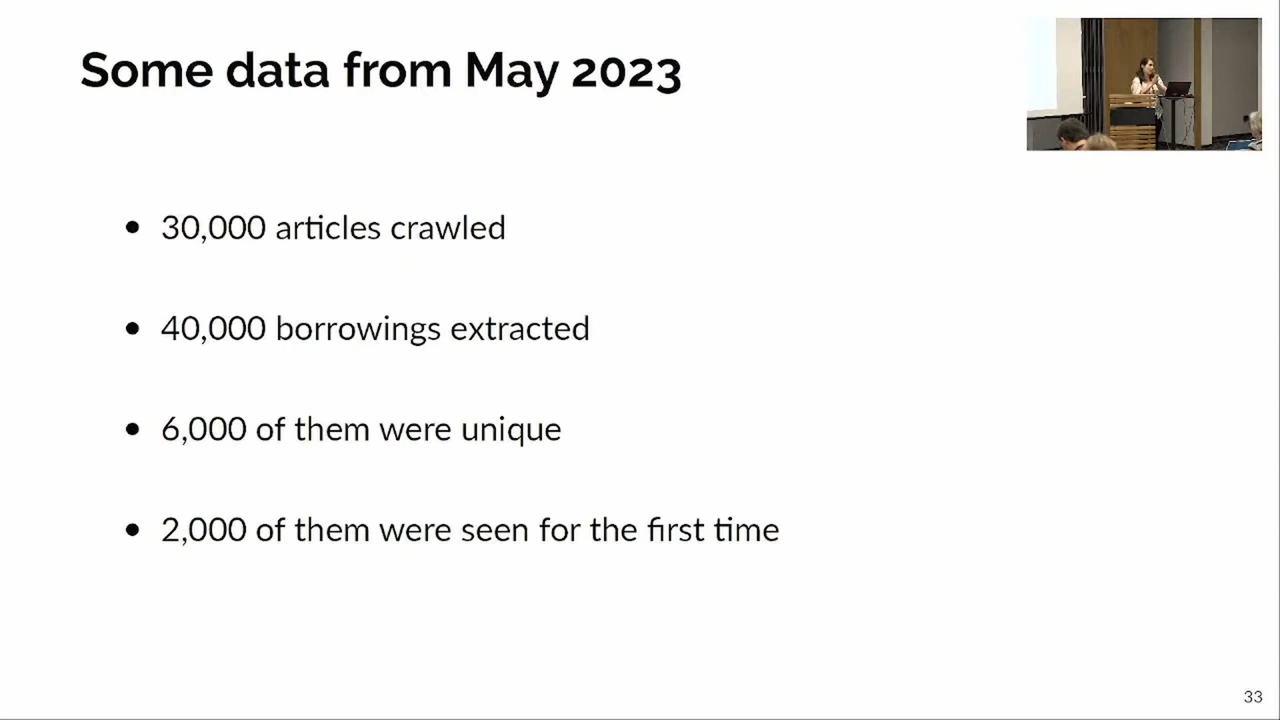 Some data from May 2023
• 30,000 articles crawled
• 40,000 borrowings extracted
• 6,000 of them were unique
• 2,000 of them were seen for the first time
33